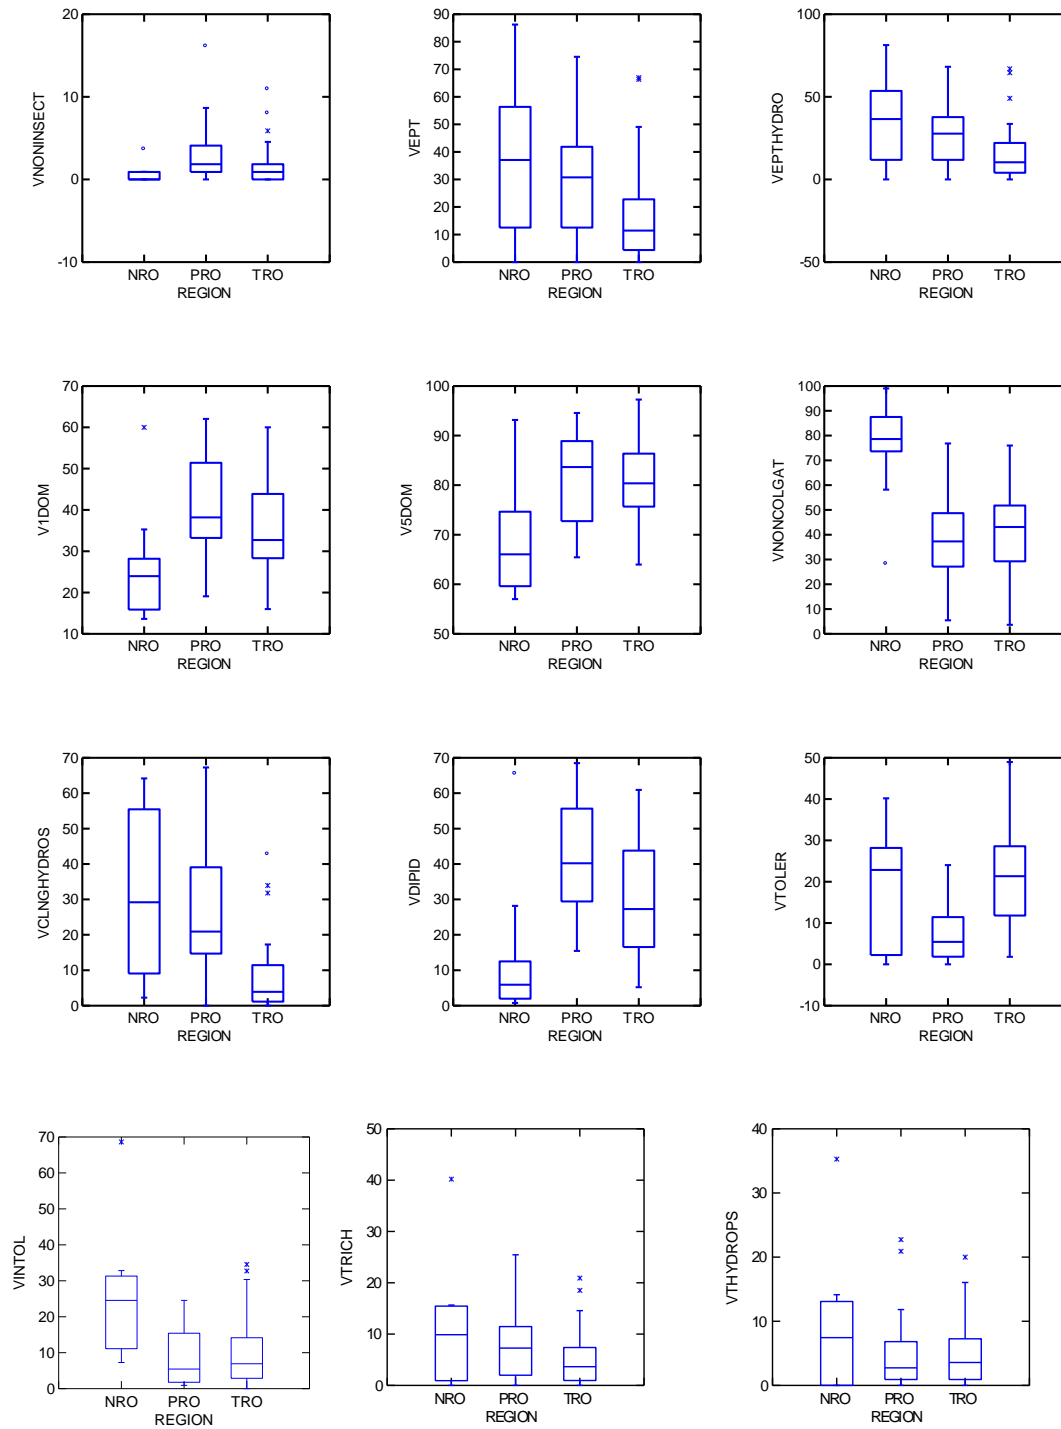 20
10
0
-10
VNONINSECT
NRO PRO TRO
REGION
90
80
70
60
50
40
30
20
10
0
VEPT
NRO PRO TRO
REGION
100
50
0
-50
VEPTHYDRO
NRO PRO TRO
REGION
70
60
50
40
30
20
10
V1DOM
NRO PRO TRO
REGION
100
90
80
70
60
50
V5DOM
NRO PRO TRO
REGION
100
90
80
70
60
50
40
30
20
10
0
VNONCOLGAT
NRO PRO TRO
REGION
70
60
50
40
30
20
10
0
VCLNGHYDROS
NRO PRO TRO
REGION
70
60
50
40
30
20
10
0
VDIPID
NRO PRO TRO
REGION
50
40
30
20
10
0
-10
VTOLER
NRO PRO TRO
REGION
70
60
50
40
30
20
10
0
VINTOL
NRO PRO TRO
REGION
50
40
30
20
10
0
VTRICH
NRO PRO TRO
REGION
40
30
20
10
0
VTHYDROPS
NRO PRO TRO
REGION